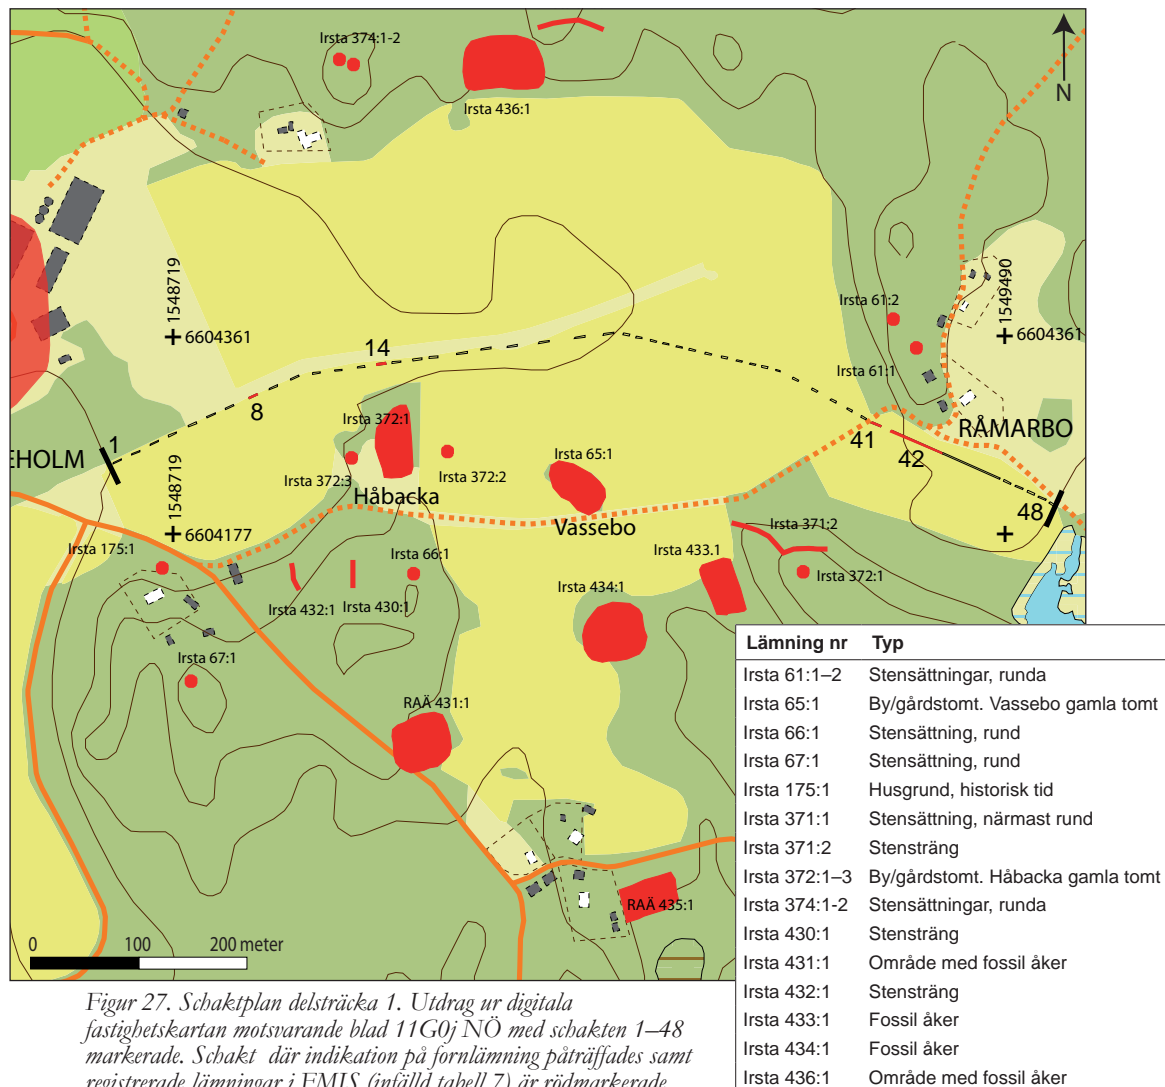 Irsta 374:1-2
Irsta 436:1
N
1548719
6604361
1549490
6604361
Irsta 61:2
Irsta 61:1
14
8
1
EHOLM
Irsta 372:1
Irsta 372:3
Irsta 372:2
Håbacka
Irsta 65:1
Vassebo
41
42
RÅMARBO
48
1548719
6604177
Irsta 175:1
Irsta 66:1
Irsta 432:1
Irsta 430:1
Irsta 433.1
Irsta 371:2
Irsta 372:1
Irsta 434:1
Irsta 67:1
RAÄ 431:1
RAÄ 435:1
0 100 200 meter
Lämning nr Typ
Irsta 61:1–2 Stensättningar, runda
Irsta 65:1 By/gårdstomt. Vassebo gamla tomt
Irsta 66:1 Stensättning, rund
Irsta 67:1 Stensättning, rund
Irsta 175:1 Husgrund, historisk tid
Irsta 371:1 Stensättning, närmast rund
Irsta 371:2 Stensträng
Irsta 372:1–3 By/gårdstomt. Håbacka gamla tomt
Irsta 374:1-2 Stensättningar, runda
Irsta 430:1 Stensträng
Irsta 431:1 Område med fossil åker
Irsta 432:1 Stensträng
Irsta 433:1 Fossil åker
Irsta 434:1 Fossil åker
Irsta 436:1 Område med fossil åker
Figur 27. Schaktplan delsträcka 1. Utdrag ur digitala
fastighetskartan motsvarande blad 11G0j NÖ med schakten 1–48
markerade. Schakt där indikation på fornlämning påträffades samt
registrerade lämningar i FMIS (infälld tabell 7) är rödmarkerade